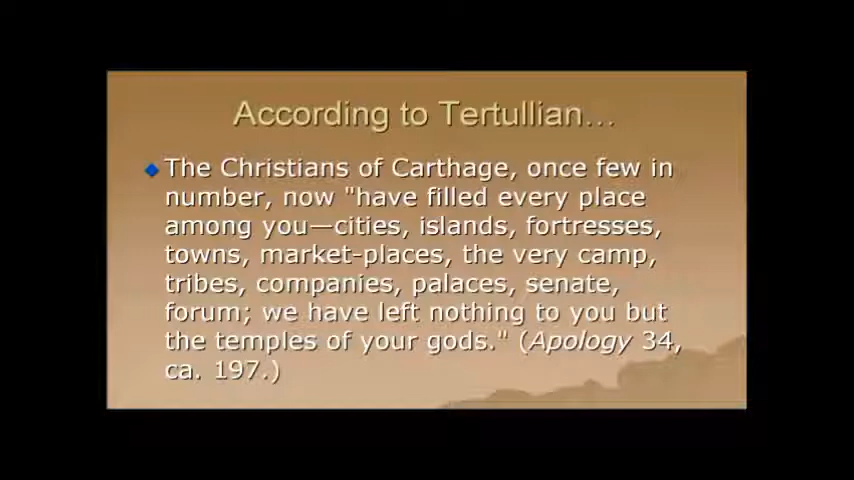 According to Tertullian...
The Christians of Carthage, once few in
number, now "have filled every place
among you—cities, islands, fortresses,
towns, market-places, the very camp,
tribes, companies, palaces, senate,
forum; we have left nothing to you but
the temples of your gods." (Apology 34,
ca. 197.)